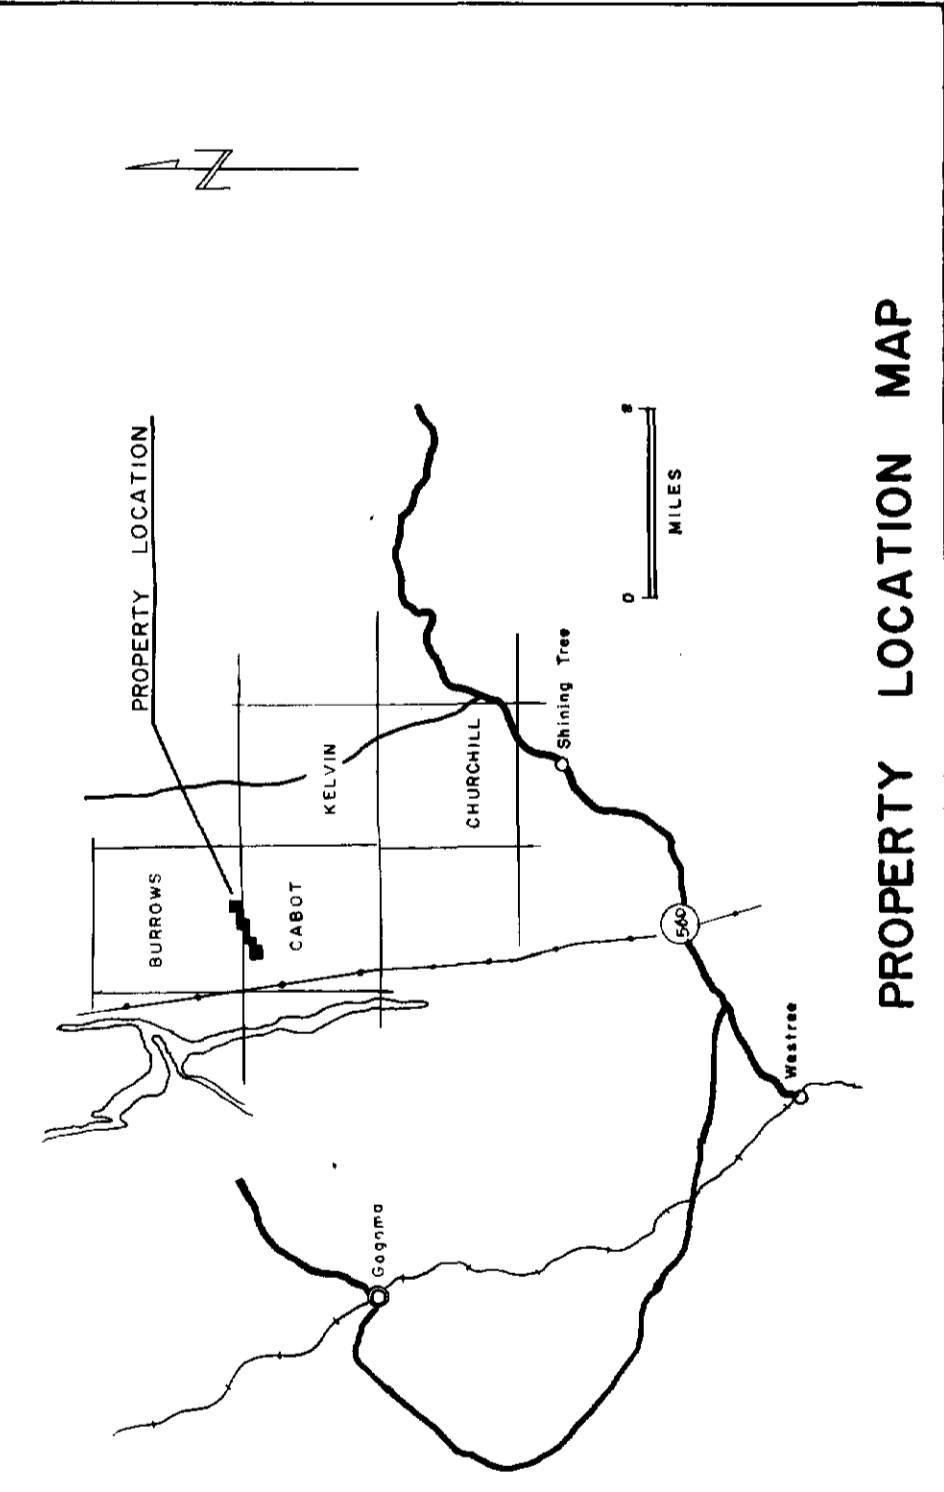 PROPERTY LOCATION
BURROWS
N
CABOT
KELVIN
Gogama
CHURCHILL
Shining Tree
0 8
MILES
560
Westree
PROPERTY LOCATION MAP